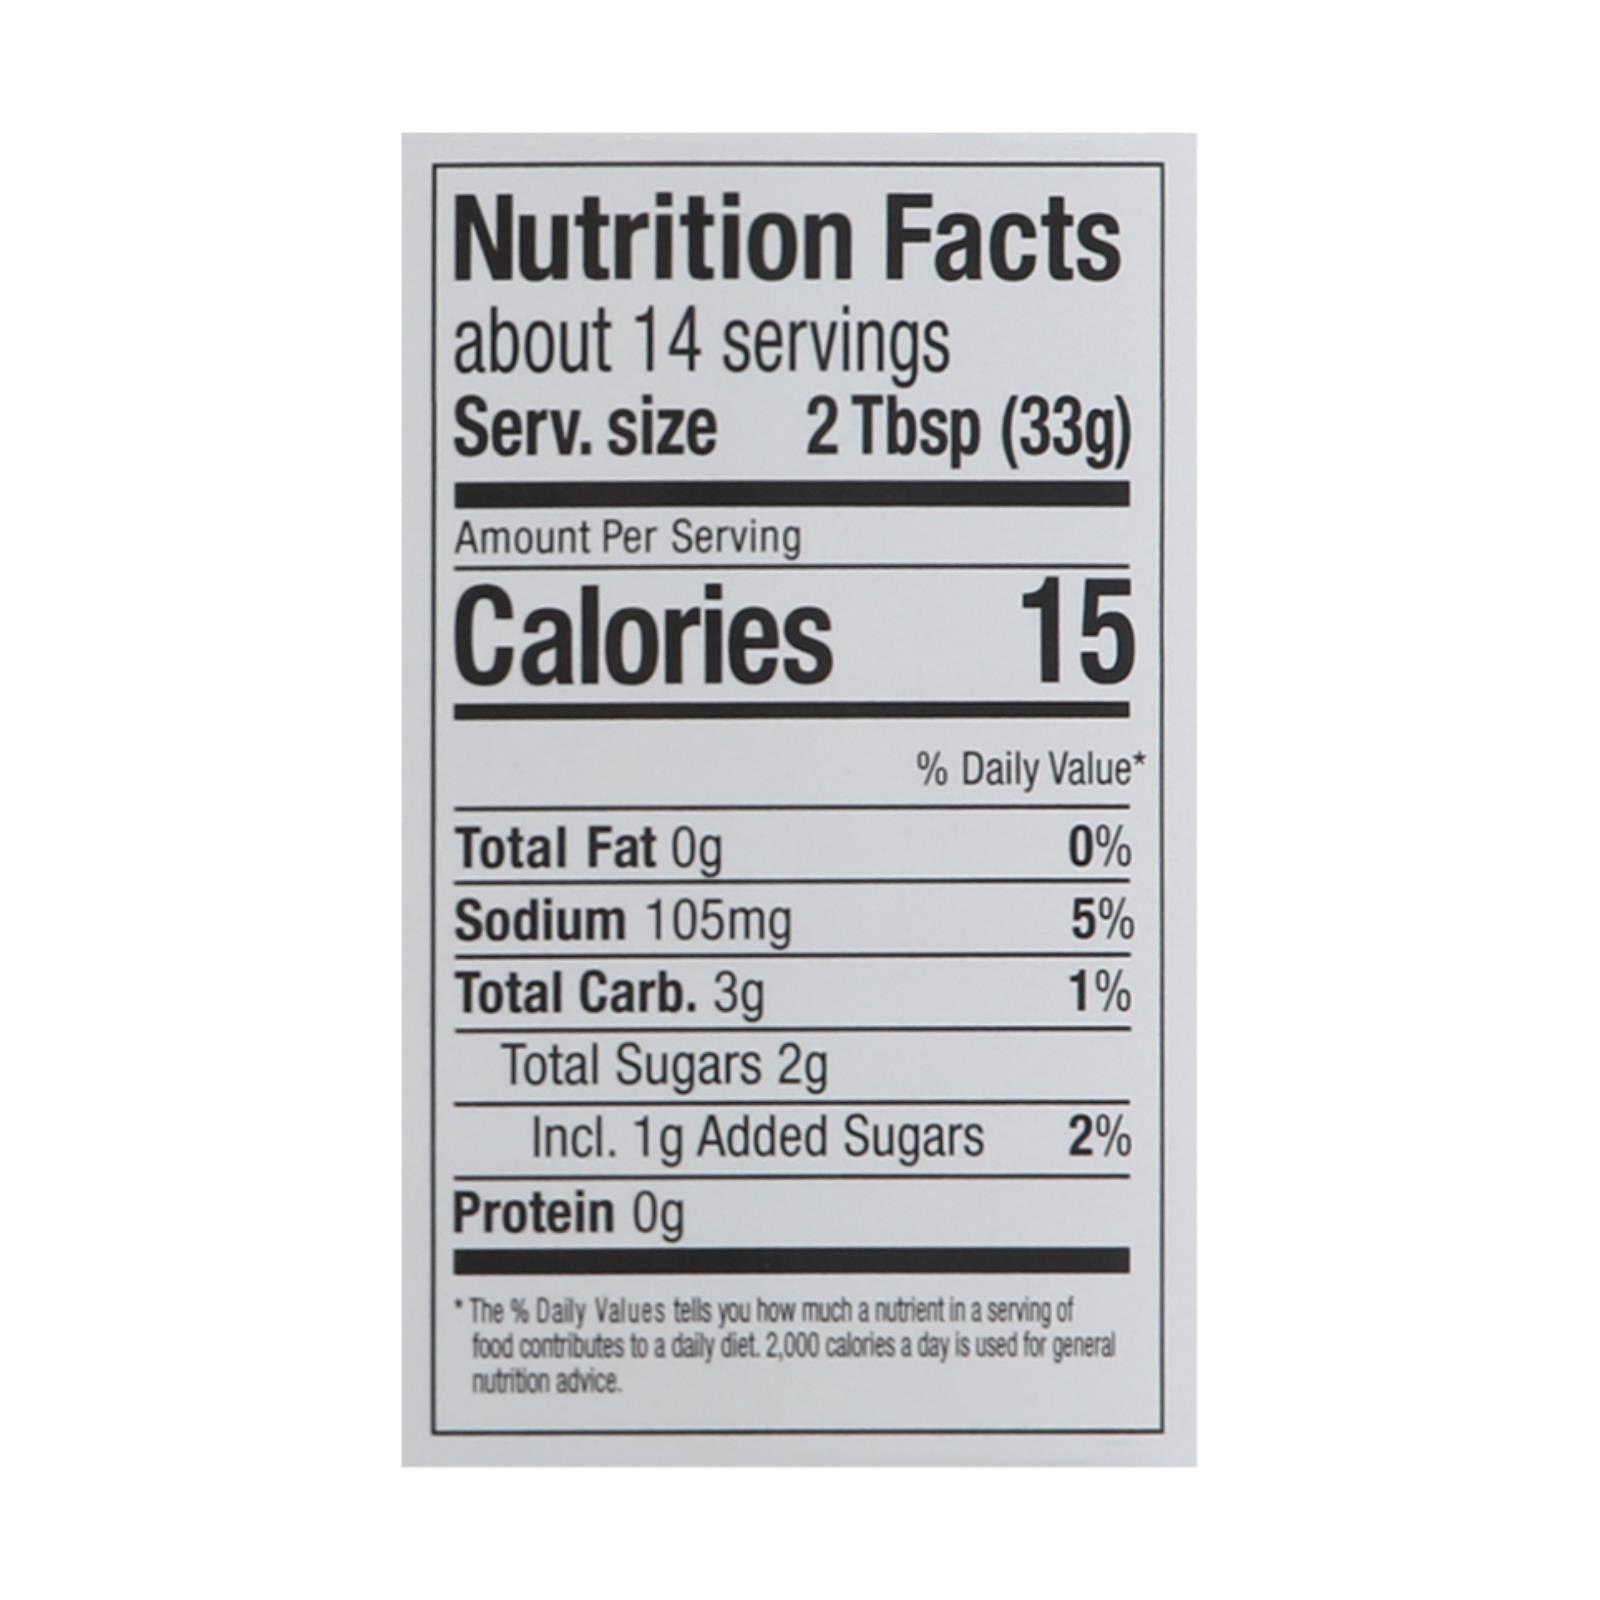 Nutrition Facts
about 14 servings
Serv. size 2 Tbsp (33g)
Amount Per Serving
Calories 15
% Daily Value*
Total Fat 0g 0%
Sodium 105mg 5%
Total Carb. 3g 1%
Total Sugars 2g
Incl. 1g Added Sugars 2%
Protein 0g
* The % Daily Values tells you how much a nutrient in a serving of
food contributes to a daily diet. 2,000 calories a day is used for general
nutrition advice.